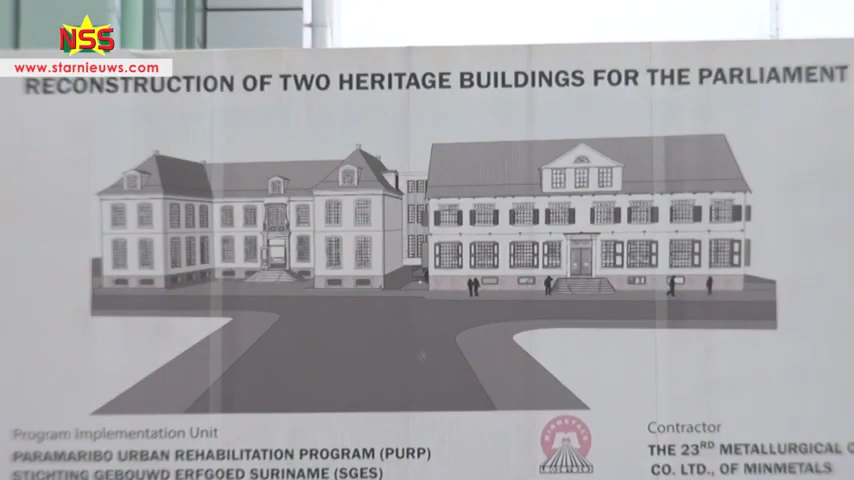 NSS
www.starnieuws.com
RECONSTRUCTION OF TWO HERITAGE BUILDINGS FOR THE PARLIAMENT
Program Implementation Unit
PARAMARIBO URBAN REHABILITATION PROGRAM (PURP)
STICHTING GEBOUWD ERFGOED SURINAME (SGES)
MINMETALS
Contractor
THE 23RD METALLURGICAL
CO. LTD., OF MINMETALS